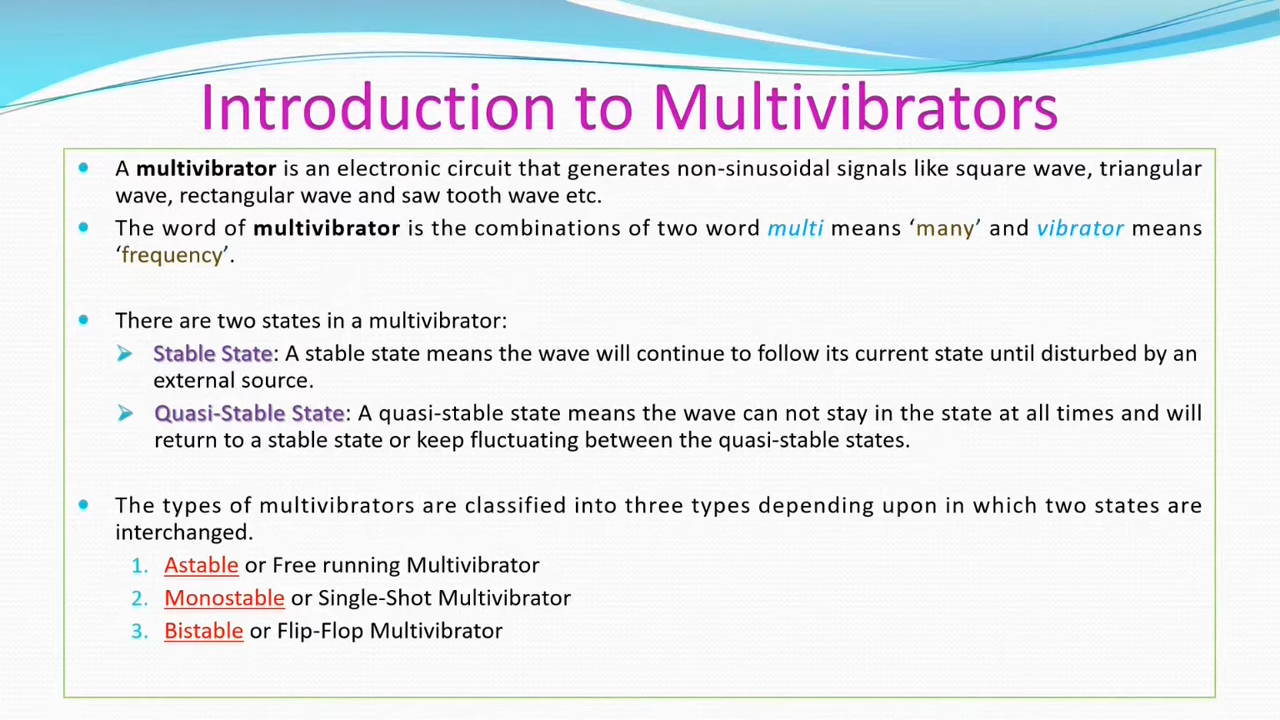 Introduction to Multivibrators
A multivibrator is an electronic circuit that generates non-sinusoidal signals like square wave, triangular
wave, rectangular wave and saw tooth wave etc.
The word of multivibrator is the combinations of two word multi means ‘many’ and vibrator means
‘frequency’.
There are two states in a multivibrator:
Stable State: A stable state means the wave will continue to follow its current state until disturbed by an
external source.
Quasi-Stable State: A quasi-stable state means the wave can not stay in the state at all times and will
return to a stable state or keep fluctuating between the quasi-stable states.
The types of multivibrators are classified into three types depending upon in which two states are
interchanged.
1. Astable or Free running Multivibrator
2. Monostable or Single-Shot Multivibrator
3. Bistable or Flip-Flop Multivibrator